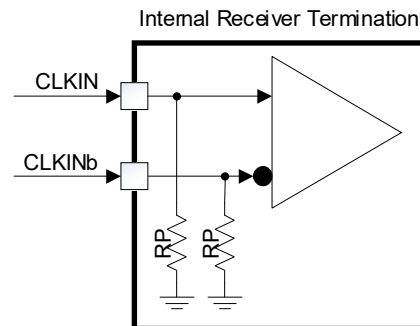 Internal Receiver Termination
CLKIN
CLKINb
RP
RP